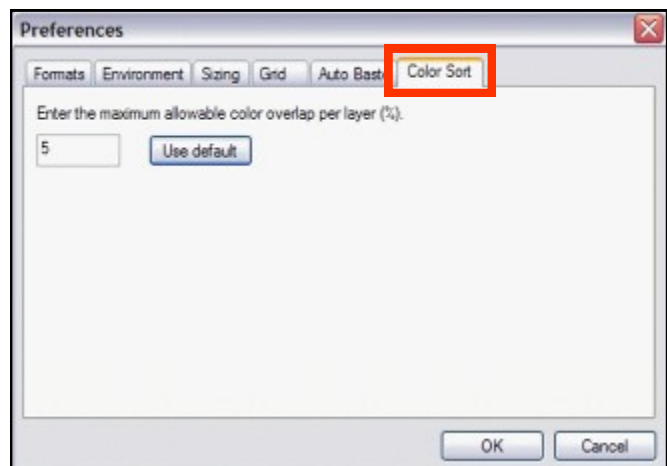 Preferences
Formats Environment Sizing Grid Auto Baste Color Sort
Enter the maximum allowable color overlap per layer (%).
5 Use default
OK Cancel